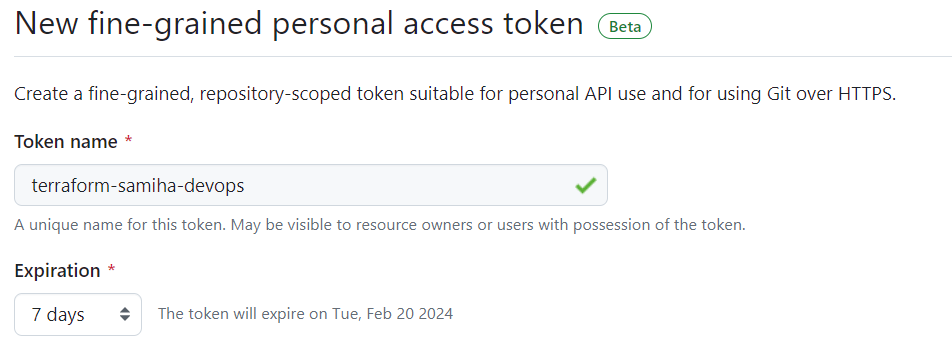 New fine-grained personal access token Beta
Create a fine-grained, repository-scoped token suitable for personal API use and for using Git over HTTPS.
Token name *
terraform-samiha-devops
A unique name for this token. May be visible to resource owners or users with possession of the token.
Expiration *
7 days The token will expire on Tue, Feb 20 2024